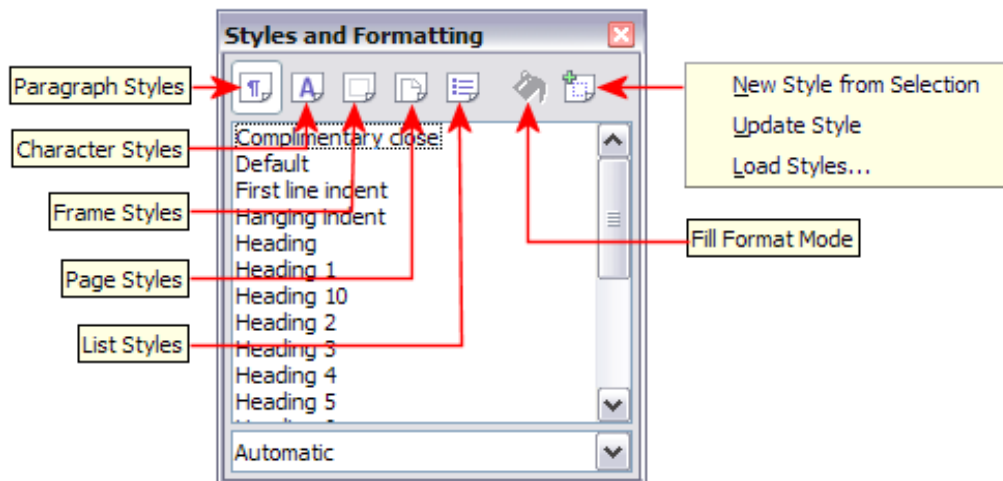 Styles and Formatting
Paragraph Styles
Character Styles
Frame Styles
Page Styles
List Styles
New Style from Selection
Update Style
Load Styles...
Fill Format Mode
Complimentary close
Default
First line indent
Hanging indent
Heading
Heading 1
Heading 10
Heading 2
Heading 3
Heading 4
Heading 5
Automatic